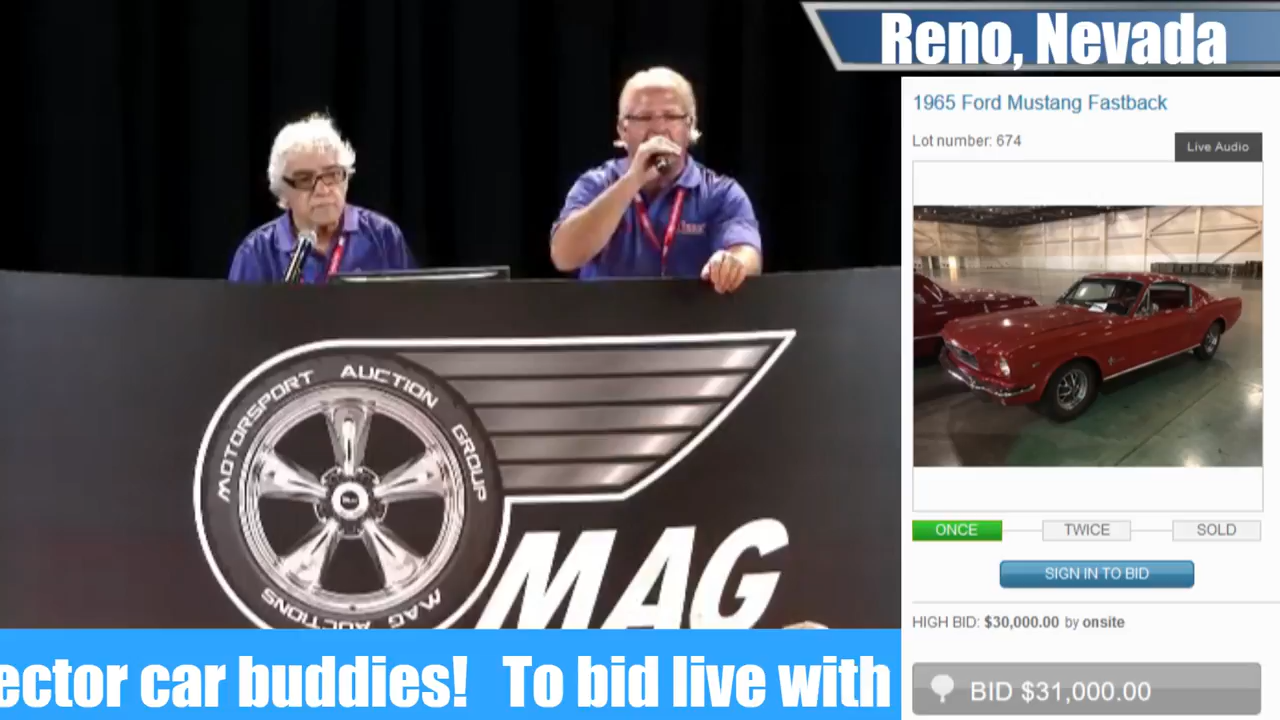 Reno, Nevada
1965 Ford Mustang Fastback
Lot number: 674
Live Audio
MOTORSPORT AUCTION GROUP
MAG AUCTIONS
MAG
ONCE
TWICE
SOLD
SIGN IN TO BID
HIGH BID: $30,000.00 by onsite
BID $31,000.00
ector car buddies! To bid live with